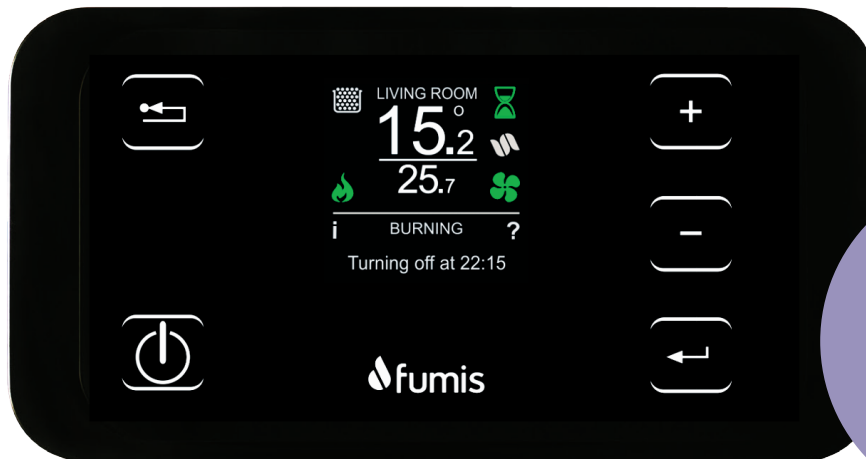 LIVING ROOM
15.2°
25.7
i BURNING ?
Turning off at 22:15
+
-
fumis